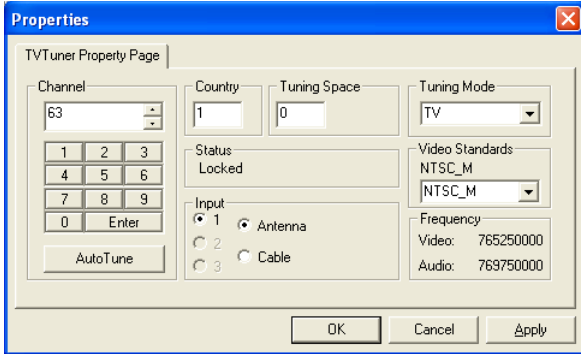 Properties
TVTuner Property Page
Channel
63
1 2 3
4 5 6
7 8 9
0 Enter
AutoTune
Country
1
Tuning Space
0
Status
Locked
Input
1
2
3
Antenna
Cable
Tuning Mode
TV
Video Standards
NTSC_M
NTSC_M
Frequency
Video: 765250000
Audio: 769750000
OK Cancel Apply